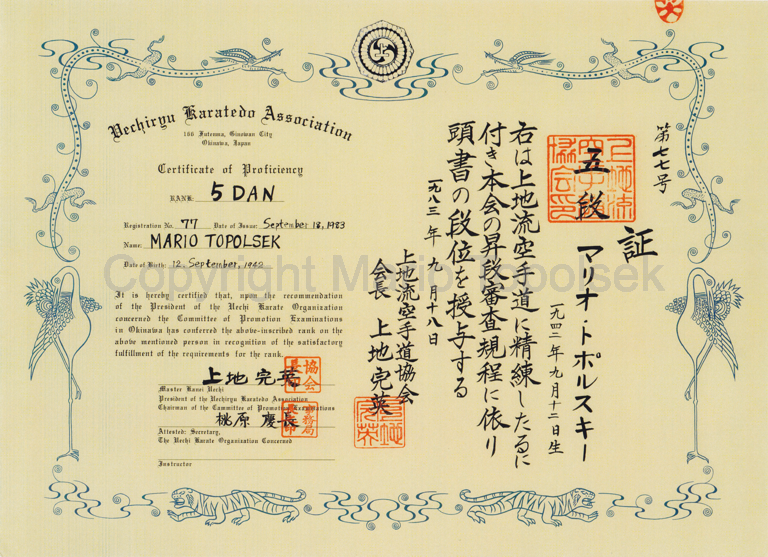 Uechiryu Karatedo Association
166 Futenma, Ginowan City
Okinawa, Japan
Certificate of Proficiency
RANK: 5 DAN
Registration No. 77 Date of Issue: September 18, 1983
Name: MARIO TOPOLSEK
Date of Birth: 12. September, 1942
It is hereby certified that, upon the recommendation
of the President of the Uechi Karate Organization
concerned the Committee of Promotion Examinations
in Okinawa has conferred the above-inscribed rank on the
above mentioned person in recognition of the satisfactory
fulfillment of the requirements for the rank.
上地完英
協会長印
Master Kanei Uechi
President of the Uechiryu Karatedo Association
Chairman of the Committee of Promotion Examinations
桃原慶長
Attested: Secretary,
The Uechi Karate Organization Concerned
Instructor
第七七号
証
五段
マリオ・トポルスキー
一九四二年九月十二日生
右は上地流空手道に精練したるに
付き本会の昇段審査規程に依り
頭書の段位を授与する
一九八三年九月十八日
上地流空手道協会
会長 上地完英
Copyright Mario Topolsek